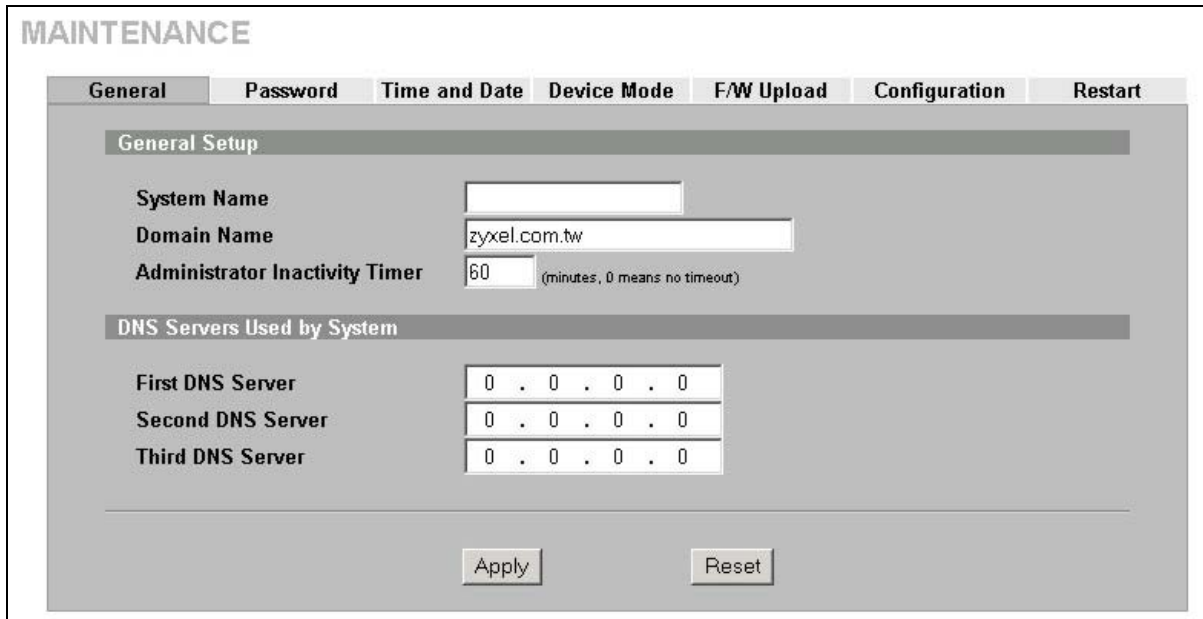 MAINTENANCE
General Password Time and Date Device Mode F/W Upload Configuration Restart
General Setup
System Name
Domain Name zyxel.com.tw
Administrator Inactivity Timer 60 (minutes, 0 means no timeout)
DNS Servers Used by System
First DNS Server 0 . 0 . 0 . 0
Second DNS Server 0 . 0 . 0 . 0
Third DNS Server 0 . 0 . 0 . 0
Apply Reset